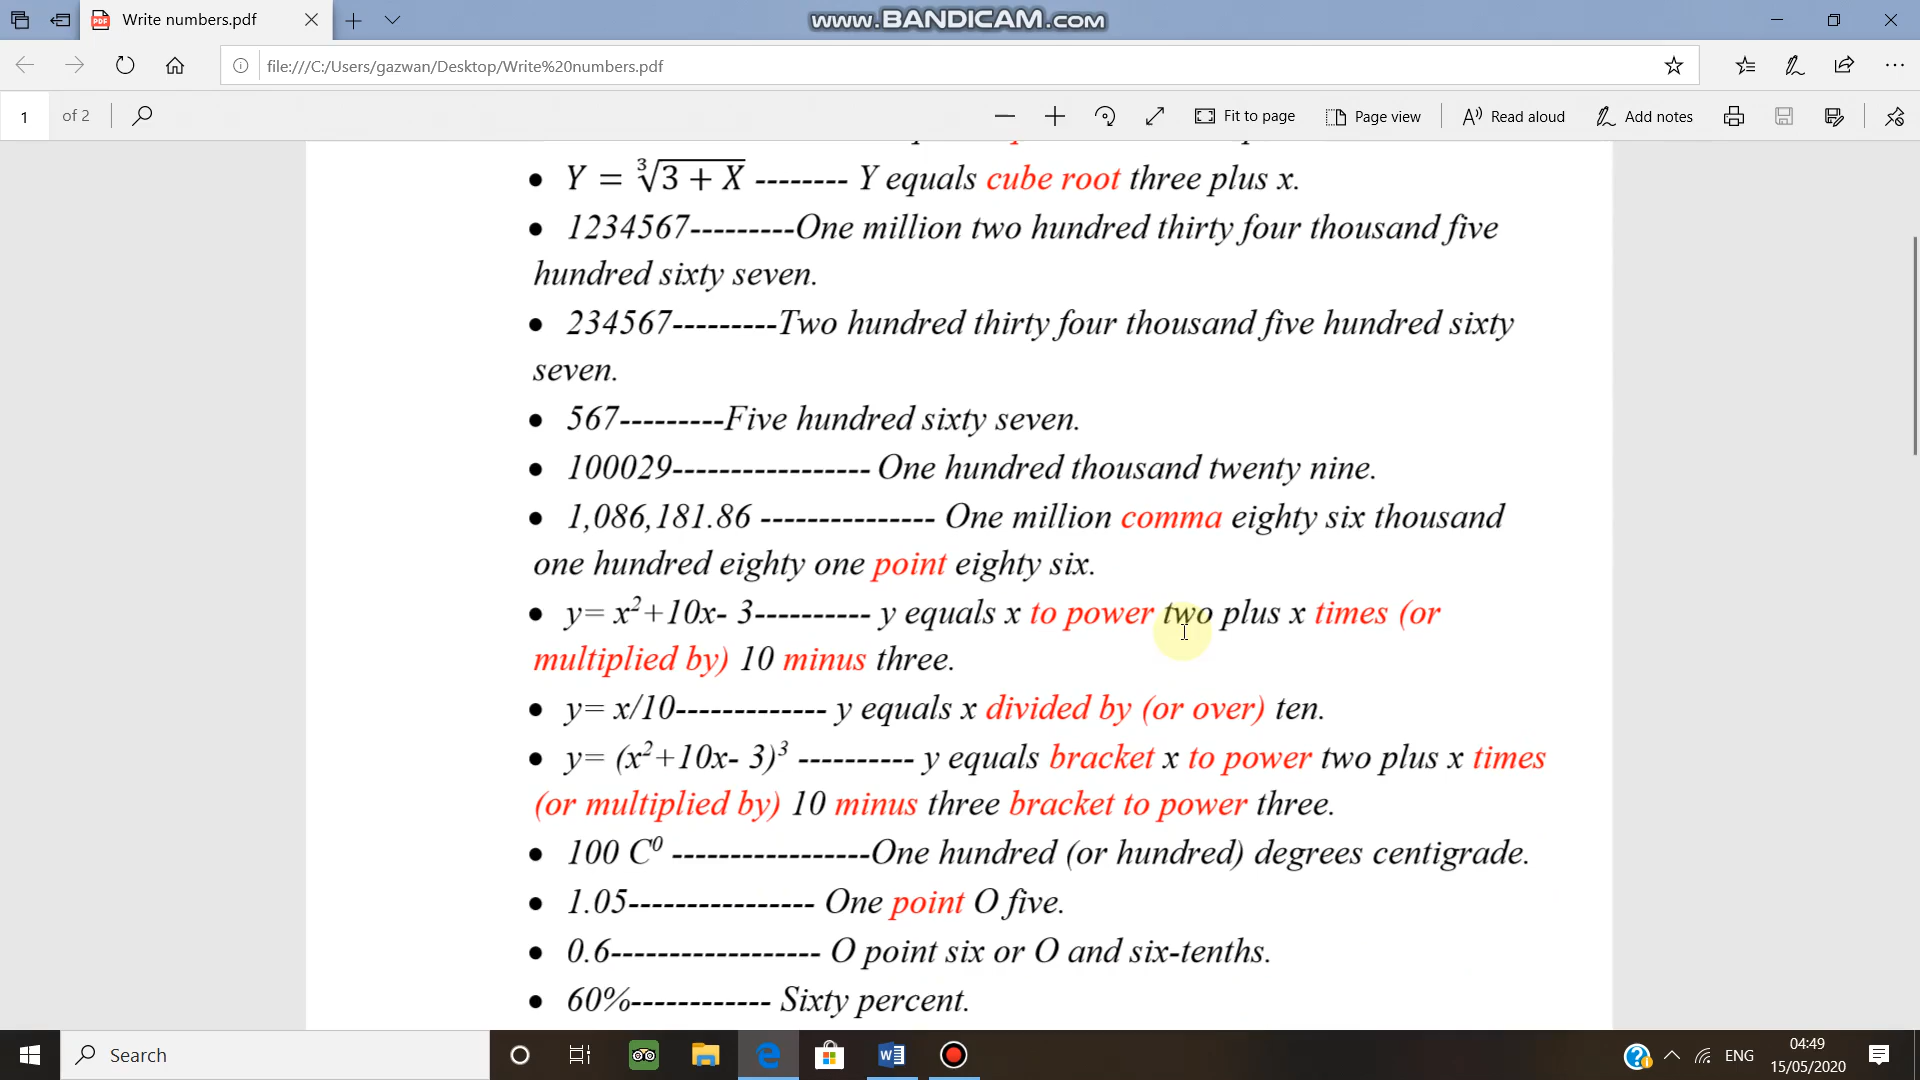 Write numbers.pdf
www.BANDICAM.com
file:///C:/Users/gazwan/Desktop/Write%20numbers.pdf
1 of 2
Fit to page
Page view
Read aloud
Add notes
• Y = ∛3 + X -------- Y equals cube root three plus x.
• 1234567---------One million two hundred thirty four thousand five
hundred sixty seven.
• 234567---------Two hundred thirty four thousand five hundred sixty
seven.
• 567---------Five hundred sixty seven.
• 100029----------------- One hundred thousand twenty nine.
• 1,086,181.86 --------------- One million comma eighty six thousand
one hundred eighty one point eighty six.
• y= x²+10x- 3---------- y equals x to power two plus x times (or
multiplied by) 10 minus three.
• y= x/10------------- y equals x divided by (or over) ten.
• y= (x²+10x- 3)³ ---------- y equals bracket x to power two plus x times
(or multiplied by) 10 minus three bracket to power three.
• 100 C⁰ -----------------One hundred (or hundred) degrees centigrade.
• 1.05---------------- One point O five.
• 0.6------------------ O point six or O and six-tenths.
• 60%------------ Sixty percent.
Search
ENG
04:49
15/05/2020